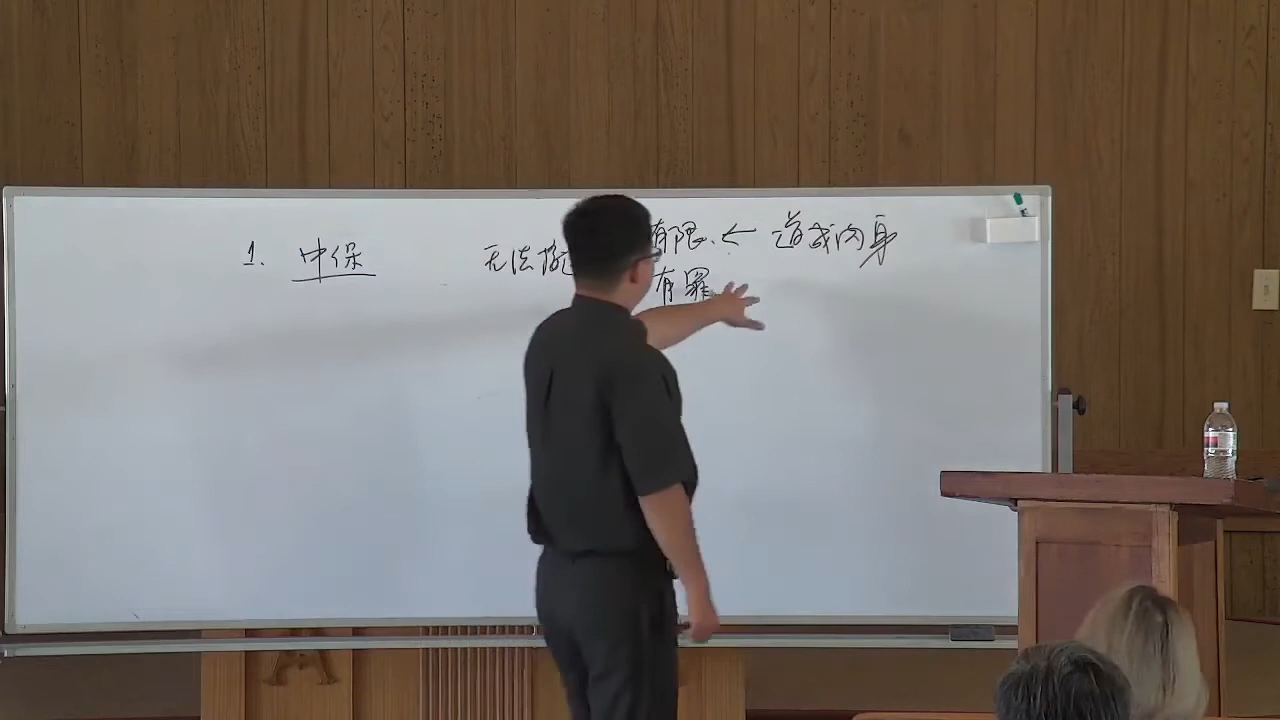 1. 中保
无法
有限. ← 道成肉身
有罪